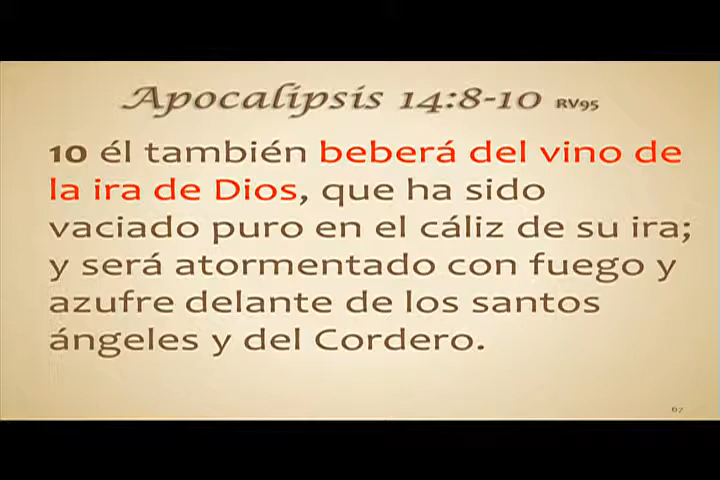 Apocalipsis 14:8-10 RV95
10 él también beberá del vino de
la ira de Dios, que ha sido
vaciado puro en el cáliz de su ira;
y será atormentado con fuego y
azufre delante de los santos
ángeles y del Cordero.
67